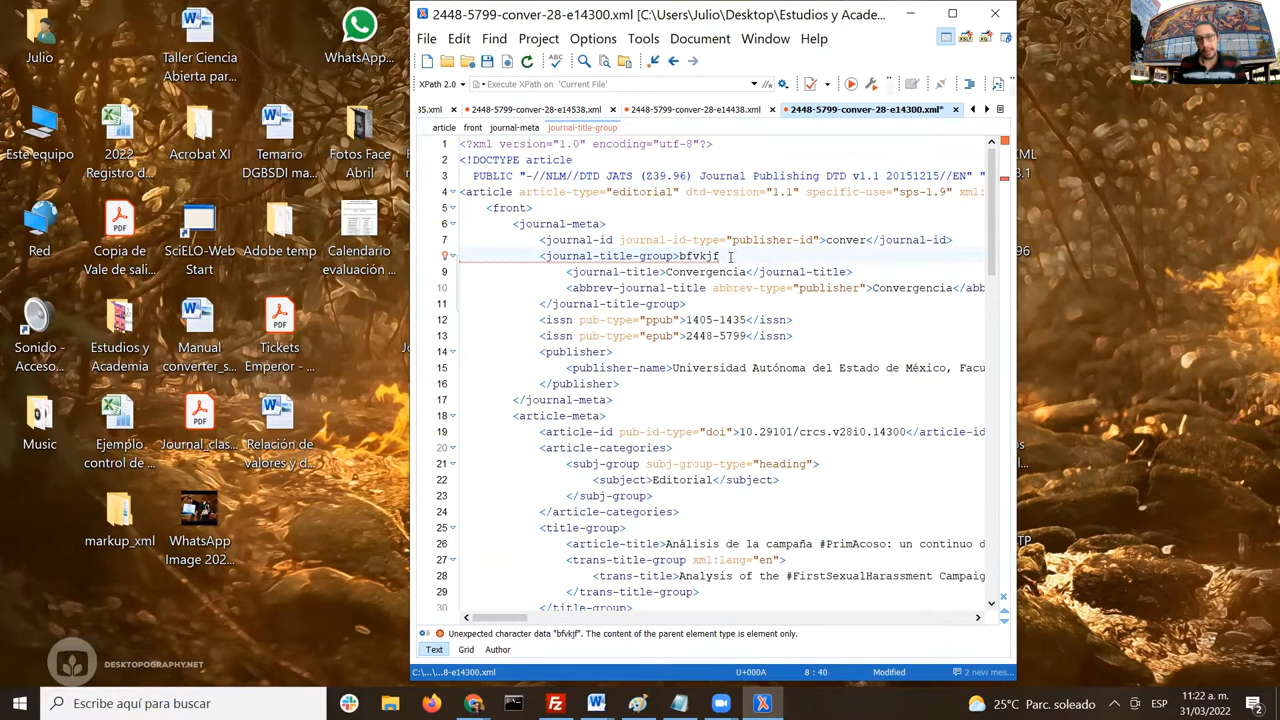 Julio
Taller Ciencia
Abierta par...
WhatsApp...
Este equipo
2022
Registro d...
Acrobat XI
Temario
DGBSDI ma...
Fotos Face
Abril
Red
Copia de
Vale de sali...
SciELO-Web
Start
Adobe temp
Calendario
evaluación ...
Sonido -
Acceso...
Estudios y
Academia
Manual
converter_s...
Tickets
Emperor - ...
Music
Ejemplo
control de ...
Journal_clas...
Relación de
valores y d...
markup_xml
WhatsApp
Image 202...
DESKTOPOGRAPHY.NET
2448-5799-conver-28-e14300.xml [C:\Users\Julio\Desktop\Estudios y Acade...
File Edit Find Project Options Tools Document Window Help
XPath 2.0 Execute XPath on 'Current File'
35.xml 2448-5799-conver-28-e14538.xml 2448-5799-conver-28-e14438.xml 2448-5799-conver-28-e14300.xml*
article front journal-meta journal-title-group
1 <?xml version="1.0" encoding="utf-8"?>
2 <!DOCTYPE article
3 PUBLIC "-//NLM//DTD JATS (Z39.96) Journal Publishing DTD v1.1 20151215//EN" "
4 <article article-type="editorial" dtd-version="1.1" specific-use="sps-1.9" xml:
5 <front>
6 <journal-meta>
7 <journal-id journal-id-type="publisher-id">conver</journal-id>
<journal-title-group>bfvkjf
9 <journal-title>Convergencia</journal-title>
10 <abbrev-journal-title abbrev-type="publisher">Convergencia</abb
11 </journal-title-group>
12 <issn pub-type="ppub">1405-1435</issn>
13 <issn pub-type="epub">2448-5799</issn>
14 <publisher>
15 <publisher-name>Universidad Autónoma del Estado de México, Facu
16 </publisher>
17 </journal-meta>
18 <article-meta>
19 <article-id pub-id-type="doi">10.29101/crcs.v28i0.14300</article-id
20 <article-categories>
21 <subj-group subj-group-type="heading">
22 <subject>Editorial</subject>
23 </subj-group>
24 </article-categories>
25 <title-group>
26 <article-title>Análisis de la campaña #PrimAcoso: un continuo d
27 <trans-title-group xml:lang="en">
28 <trans-title>Analysis of the #FirstSexualHarassment Campaig
29 </trans-title-group>
30 </title-group>
Unexpected character data "bfvkjf". The content of the parent element type is element only.
Text Grid Author
C:\...\...8-e14300.xml U+000A 8 : 40 Modified 2 new mes...
XML
3.1
TP
Escribe aquí para buscar
25°C Parc. soleado
ESP
11:22 a. m.
31/03/2022
2